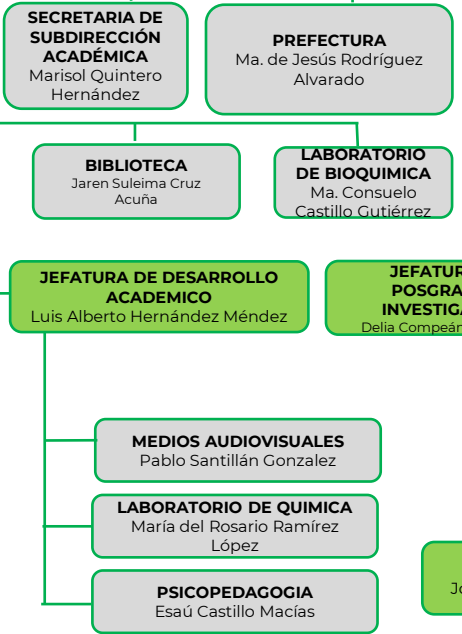 SECRETARIA DE
SUBDIRECCIÓN
ACADÉMICA
Marisol Quintero
Hernández
PREFECTURA
Ma. de Jesús Rodríguez
Alvarado
BIBLIOTECA
Jaren Suleima Cruz
Acuña
LABORATORIO
DE BIOQUIMICA
Ma. Consuelo
Castillo Gutiérrez
JEFATURA DE DESARROLLO
ACADEMICO
Luis Alberto Hernández Méndez
Delia Compeán
MEDIOS AUDIOVISUALES
Pablo Santillán Gonzalez
LABORATORIO DE QUIMICA
María del Rosario Ramírez
López
PSICOPEDAGOGIA
Esaú Castillo Macías